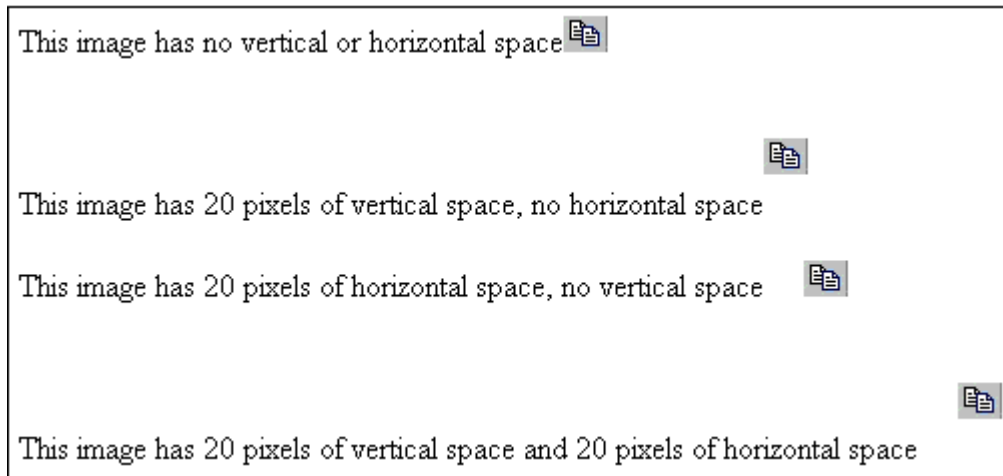 This image has no vertical or horizontal space
This image has 20 pixels of vertical space, no horizontal space
This image has 20 pixels of horizontal space, no vertical space
This image has 20 pixels of vertical space and 20 pixels of horizontal space